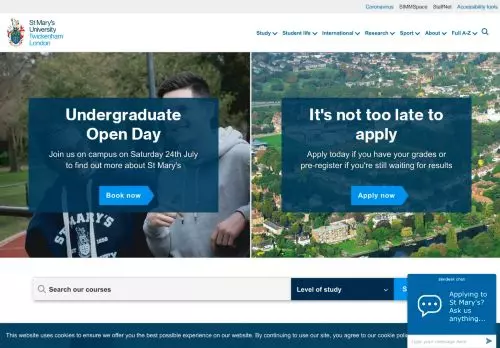 Coronavirus SIMMSpace StaffNet Accessibility tools
St Mary's
University
Twickenham
London
Study Student life International Research Sport About Full A-Z
Undergraduate
Open Day
Join us on campus on Saturday 24th July
to find out more about St Mary's
Book now
It's not too late to
apply
Apply today if you have your grades or
pre-register if you're still waiting for results
Apply now
ST MARY'S
Search our courses
Level of study
S
Applying to
St Mary's?
Ask us
anything...
Type your message here
This website uses cookies to ensure we offer you the best possible experience on our website. By continuing to use our site, you agree to our cookie polic